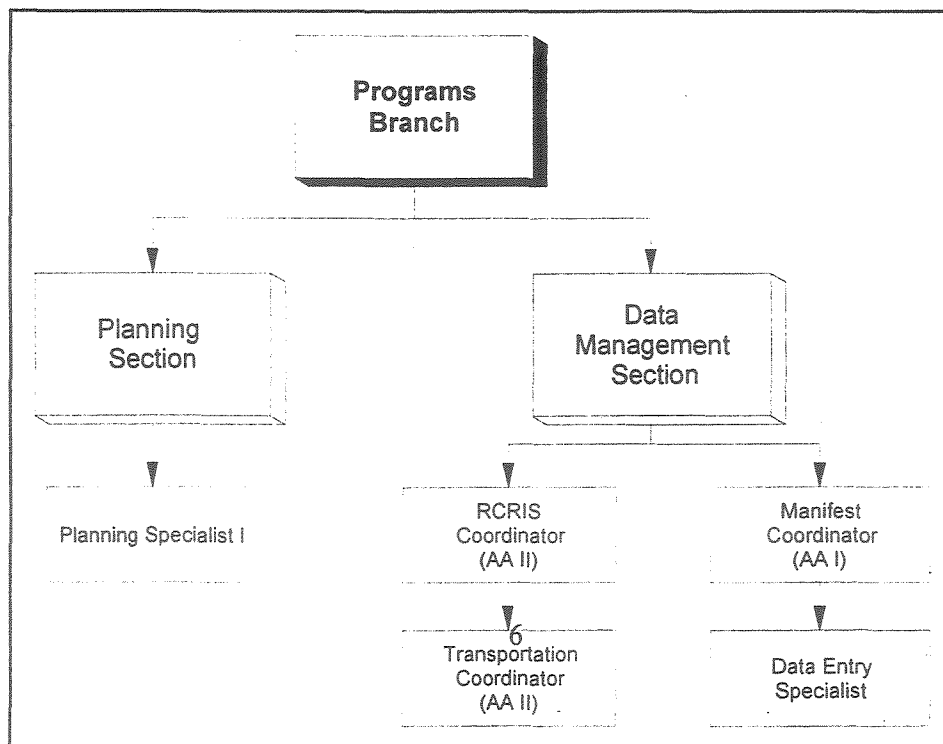 Programs
Branch
Planning
Section
Data
Management
Section
Planning Specialist I
RCRIS
Coordinator
(AA II)
Manifest
Coordinator
(AA I)
6
Transportation
Coordinator
(AA II)
Data Entry
Specialist